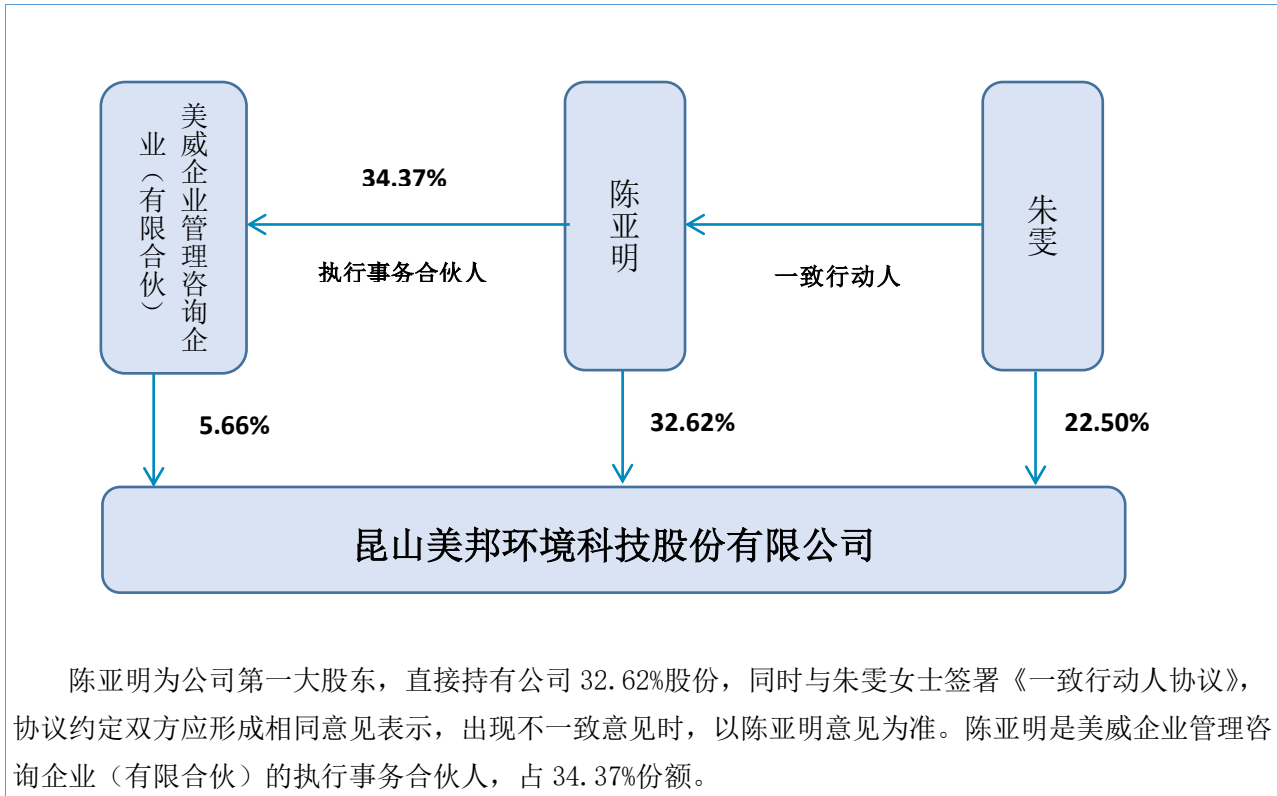 美威企业管理咨询企
业（有限合伙）
34.37%
执行事务合伙人
陈亚明
一致行动人
朱雯
5.66%
32.62%
22.50%
昆山美邦环境科技股份有限公司
陈亚明为公司第一大股东，直接持有公司 32.62%股份，同时与朱雯女士签署《一致行动人协议》，
协议约定双方应形成相同意见表示，出现不一致意见时，以陈亚明意见为准。陈亚明是美威企业管理咨
询企业（有限合伙）的执行事务合伙人，占 34.37%份额。